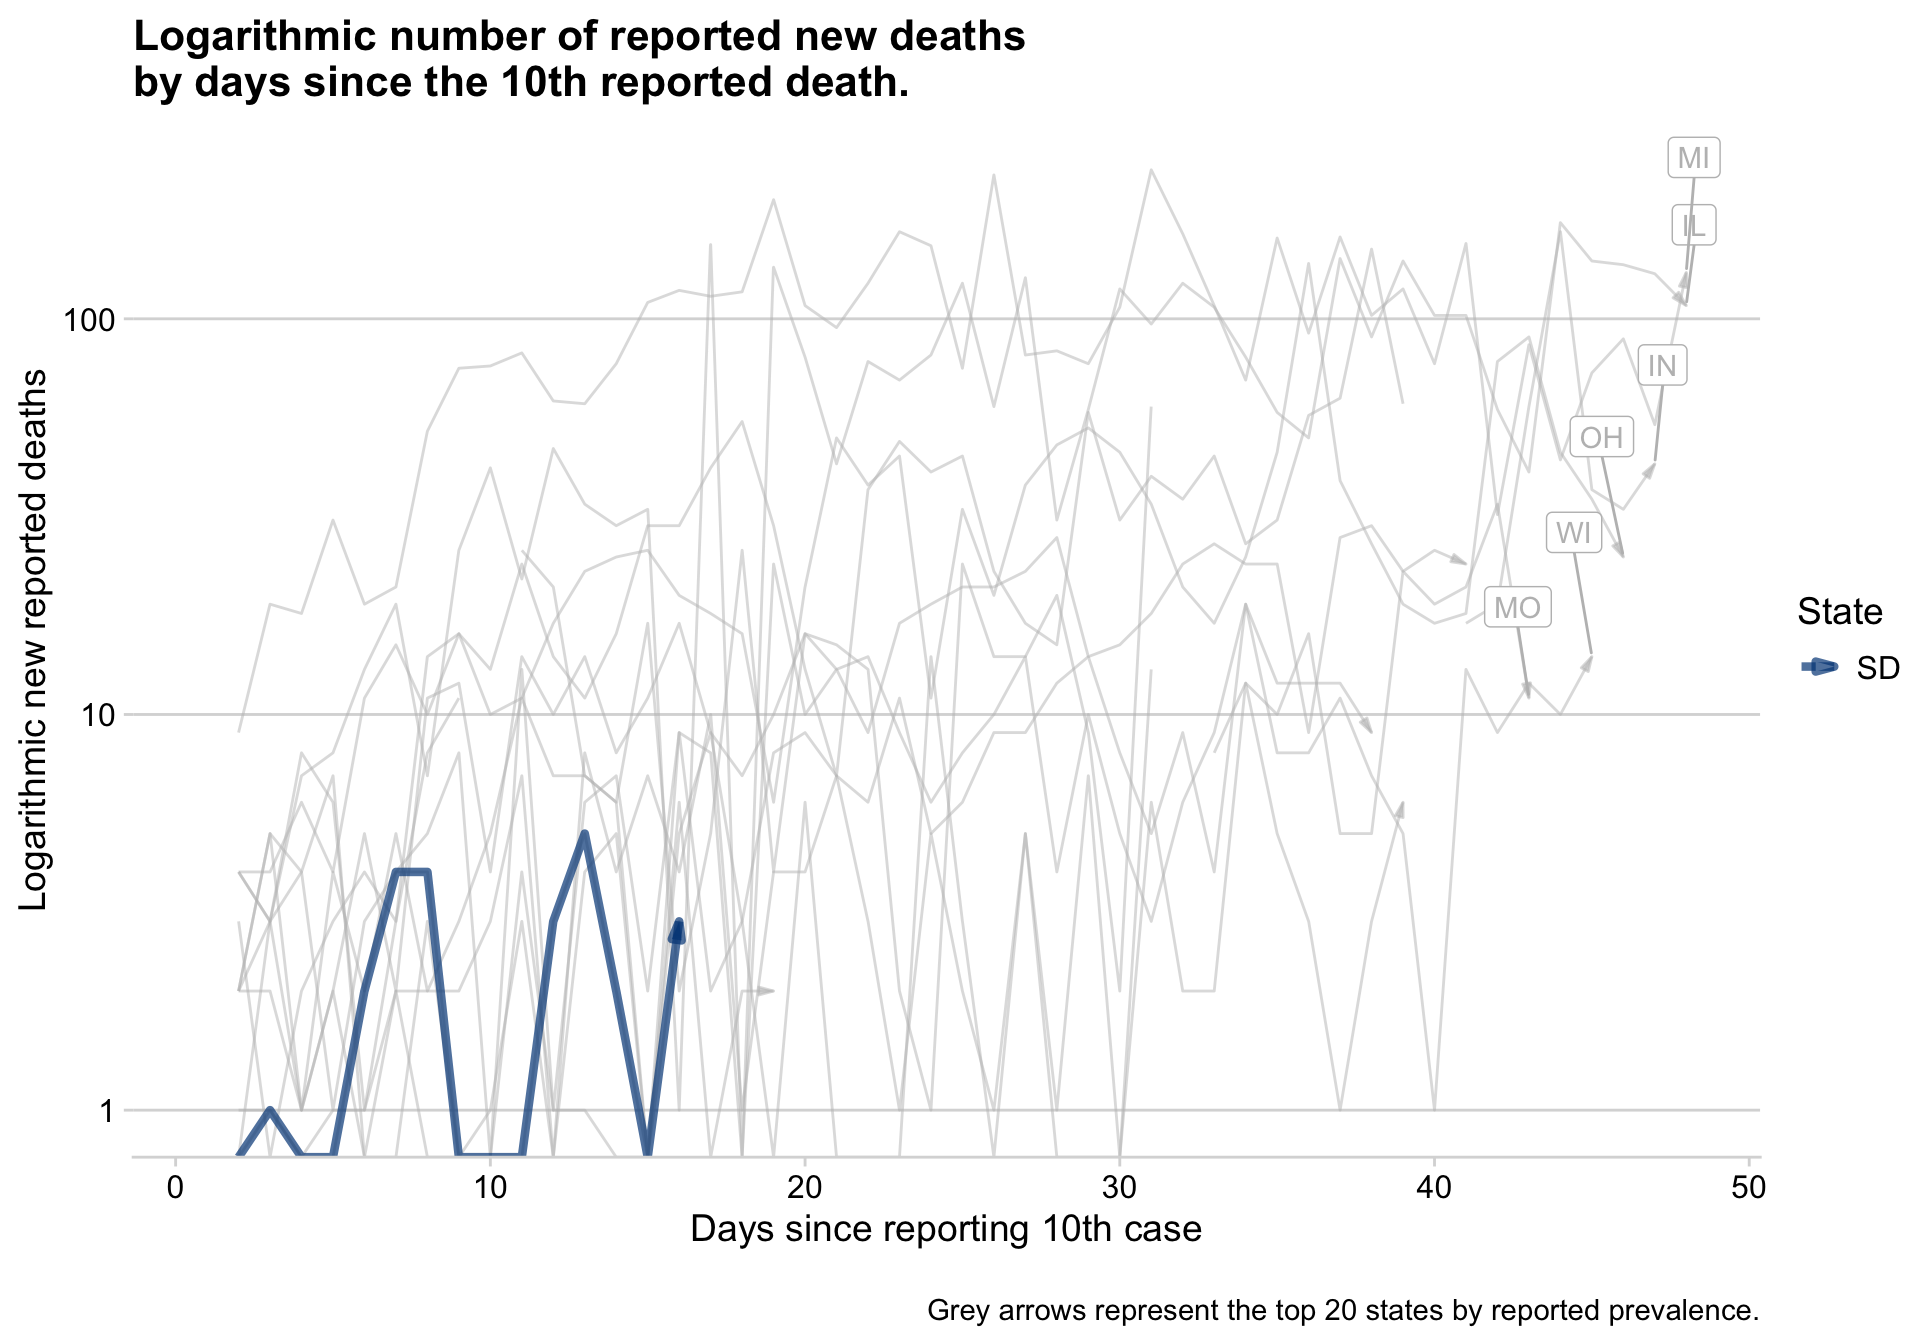 Logarithmic number of reported new deaths
by days since the 10th reported death.
MI
IL
100
IN
OH
WI
MO
State
SD
10
1
Logarithmic new reported deaths
0 10 20 30 40 50
Days since reporting 10th case
Grey arrows represent the top 20 states by reported prevalence.